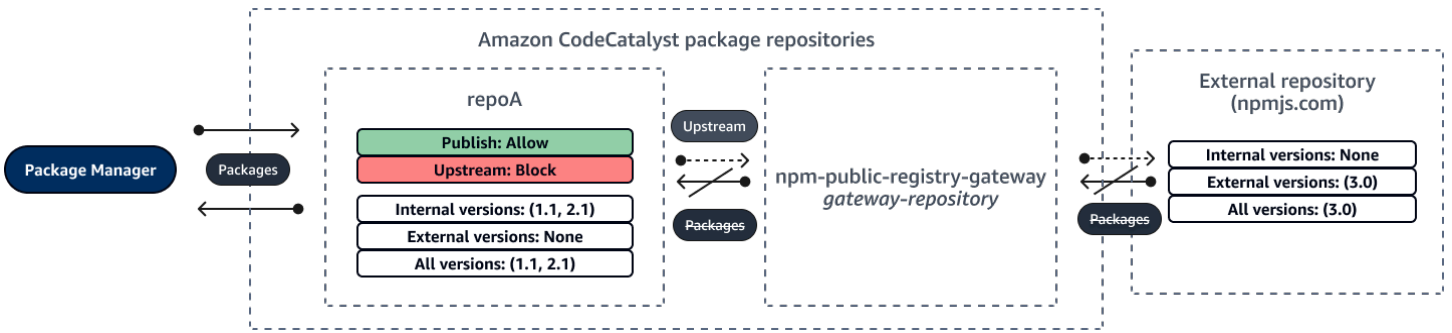 Amazon CodeCatalyst package repositories
Package Manager
Packages
repoA
Publish: Allow
Upstream: Block
Internal versions: (1.1, 2.1)
External versions: None
All versions: (1.1, 2.1)
Upstream
Packages
npm-public-registry-gateway
gateway-repository
Packages
External repository
(npmjs.com)
Internal versions: None
External versions: (3.0)
All versions: (3.0)